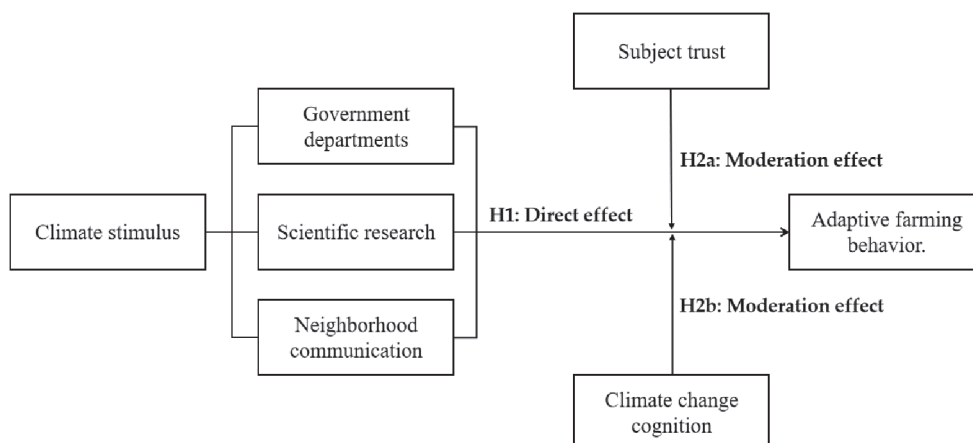 Subject trust
Government
departments
H2a: Moderation effect
Climate stimulus
Scientific research
H1: Direct effect
Adaptive farming
behavior.
Neighborhood
communication
H2b: Moderation effect
Climate change
cognition